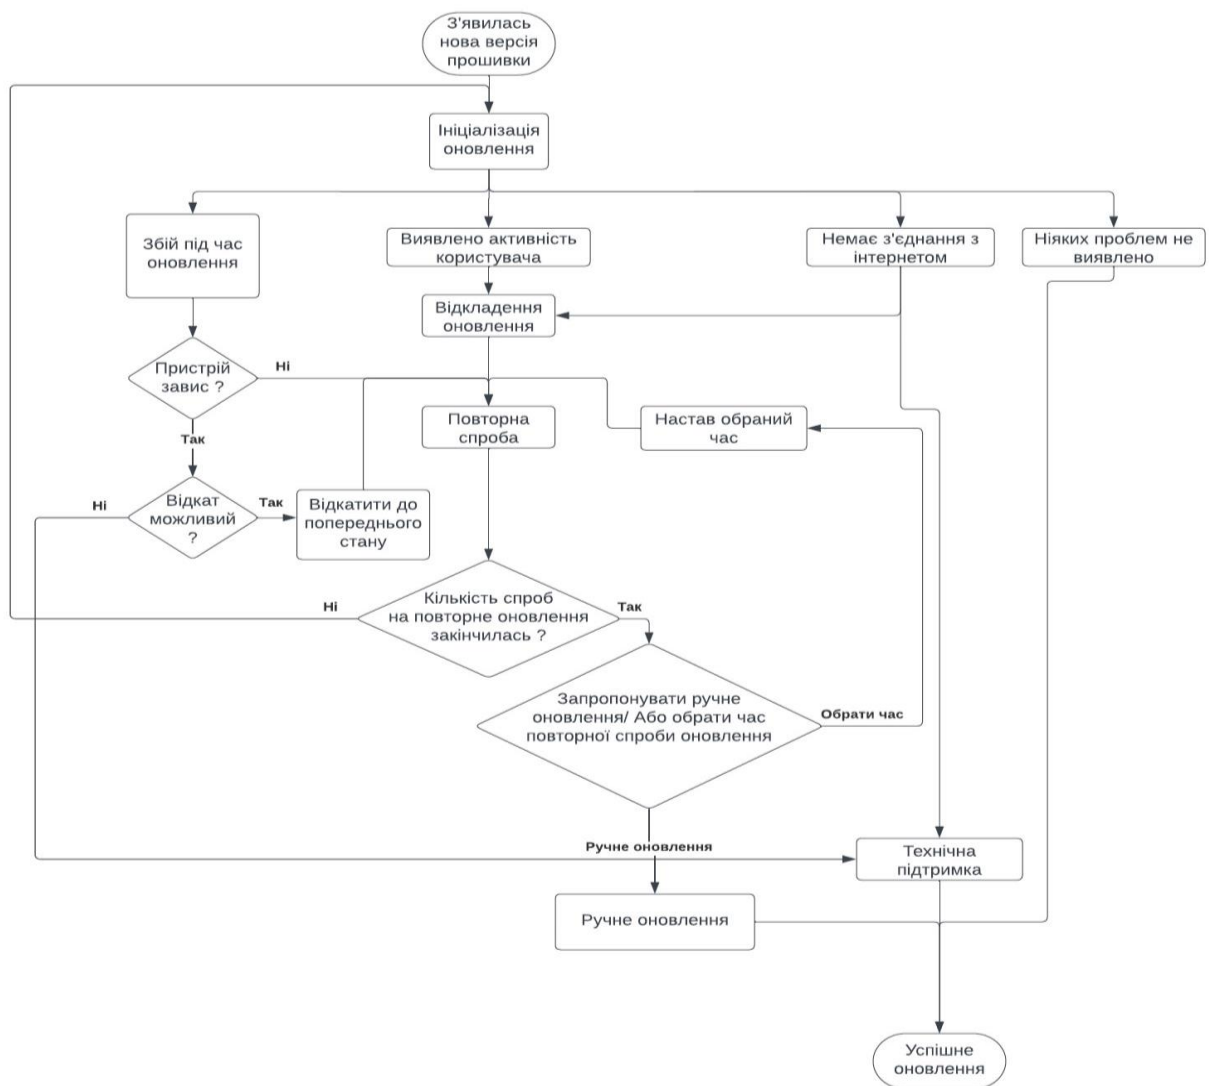 З'явилась
нова версія
прошивки
Ініціалізація
оновлення
Збій під час
оновлення
Виявлено активність
користувача
Немає з'єднання з
інтернетом
Ніяких проблем не
виявлено
Відкладення
оновлення
Пристрій
завис ?
Ні
Так
Повторна
спроба
Настав обраний
час
Ні
Відкат
можливий
?
Так
Відкатити до
попереднього
стану
Ні
Кількість спроб
на повторне оновлення
закінчилась ?
Так
Запропонувати ручне
оновлення/ Або обрати час
повторної спроби оновлення
Обрати час
Ручне оновлення
Технічна
підтримка
Ручне оновлення
Успішне
оновлення